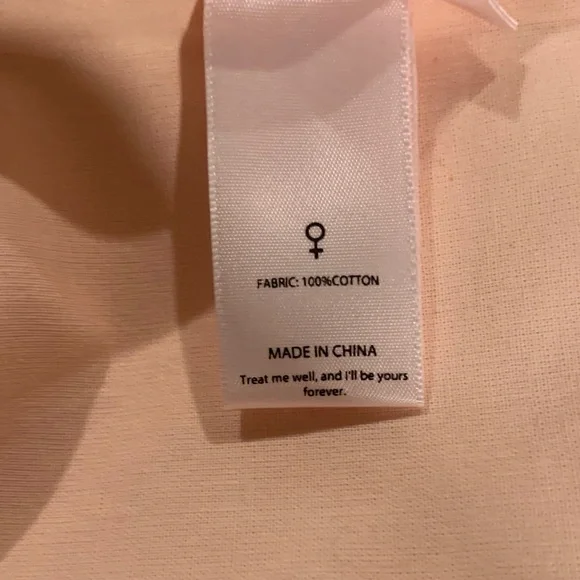 FABRIC: 100%COTTON
MADE IN CHINA
Treat me well, and i'll be yours
forever.